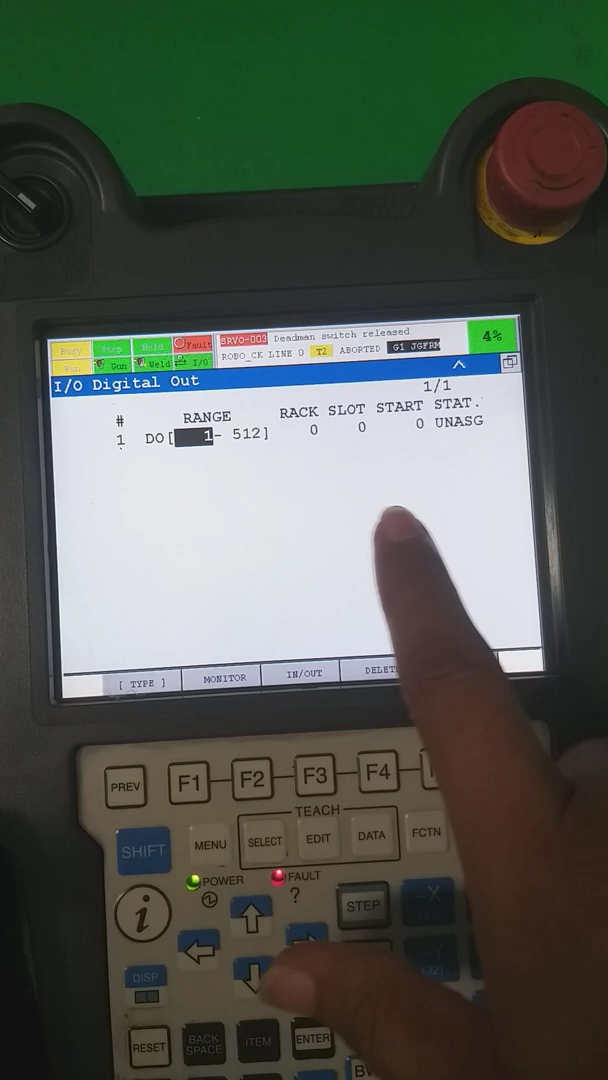 Busy Step Hold Fault SRVO-003 Deadman switch released 4%
Run Gun Weld I/O ROBO_CK LINE 0 T2 ABORTED G1 JGFRM
I/O Digital Out
1/1
# RANGE RACK SLOT START STAT.
1 DO[ 1- 512] 0 0 0 UNASG
[ TYPE ] MONITOR IN/OUT
PREV F1 F2 F3 F4
TEACH
SHIFT MENU SELECT EDIT DATA FCTN
POWER FAULT
i ? STEP -X
-Y
DISP
RESET BACK SPACE ITEM ENTER